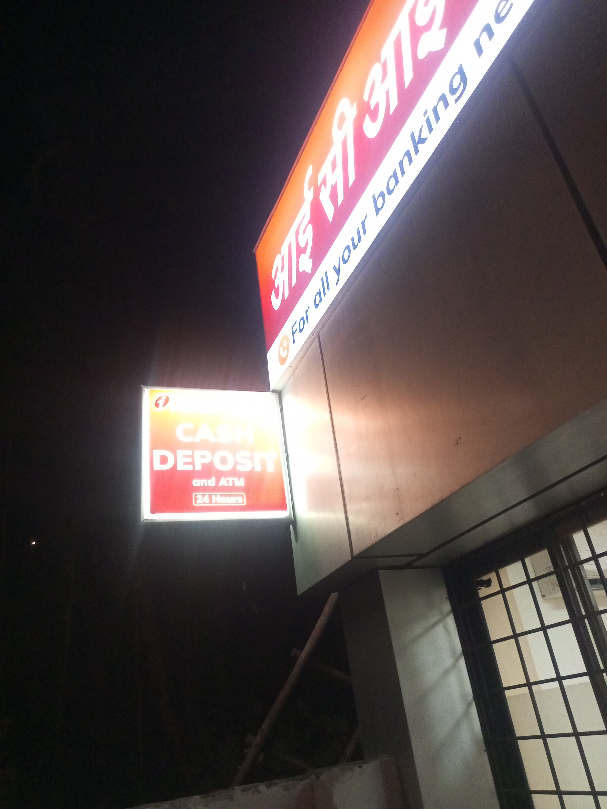 आई सी आई
For all your banking ne
CASH
DEPOSIT
and ATM
24 Hours